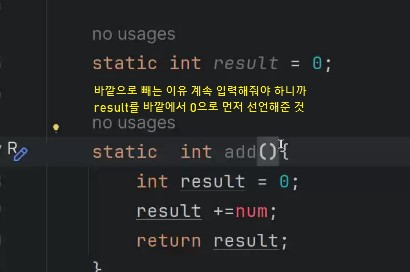 no usages
static int result = 0;
바깥으로 빼는 이유 계속 입력해줘야 하니까
result를 바깥에서 0으로 먼저 선언해준 것
no usages
R
static int add(){
int result = 0;
result +=num;
return result;
}